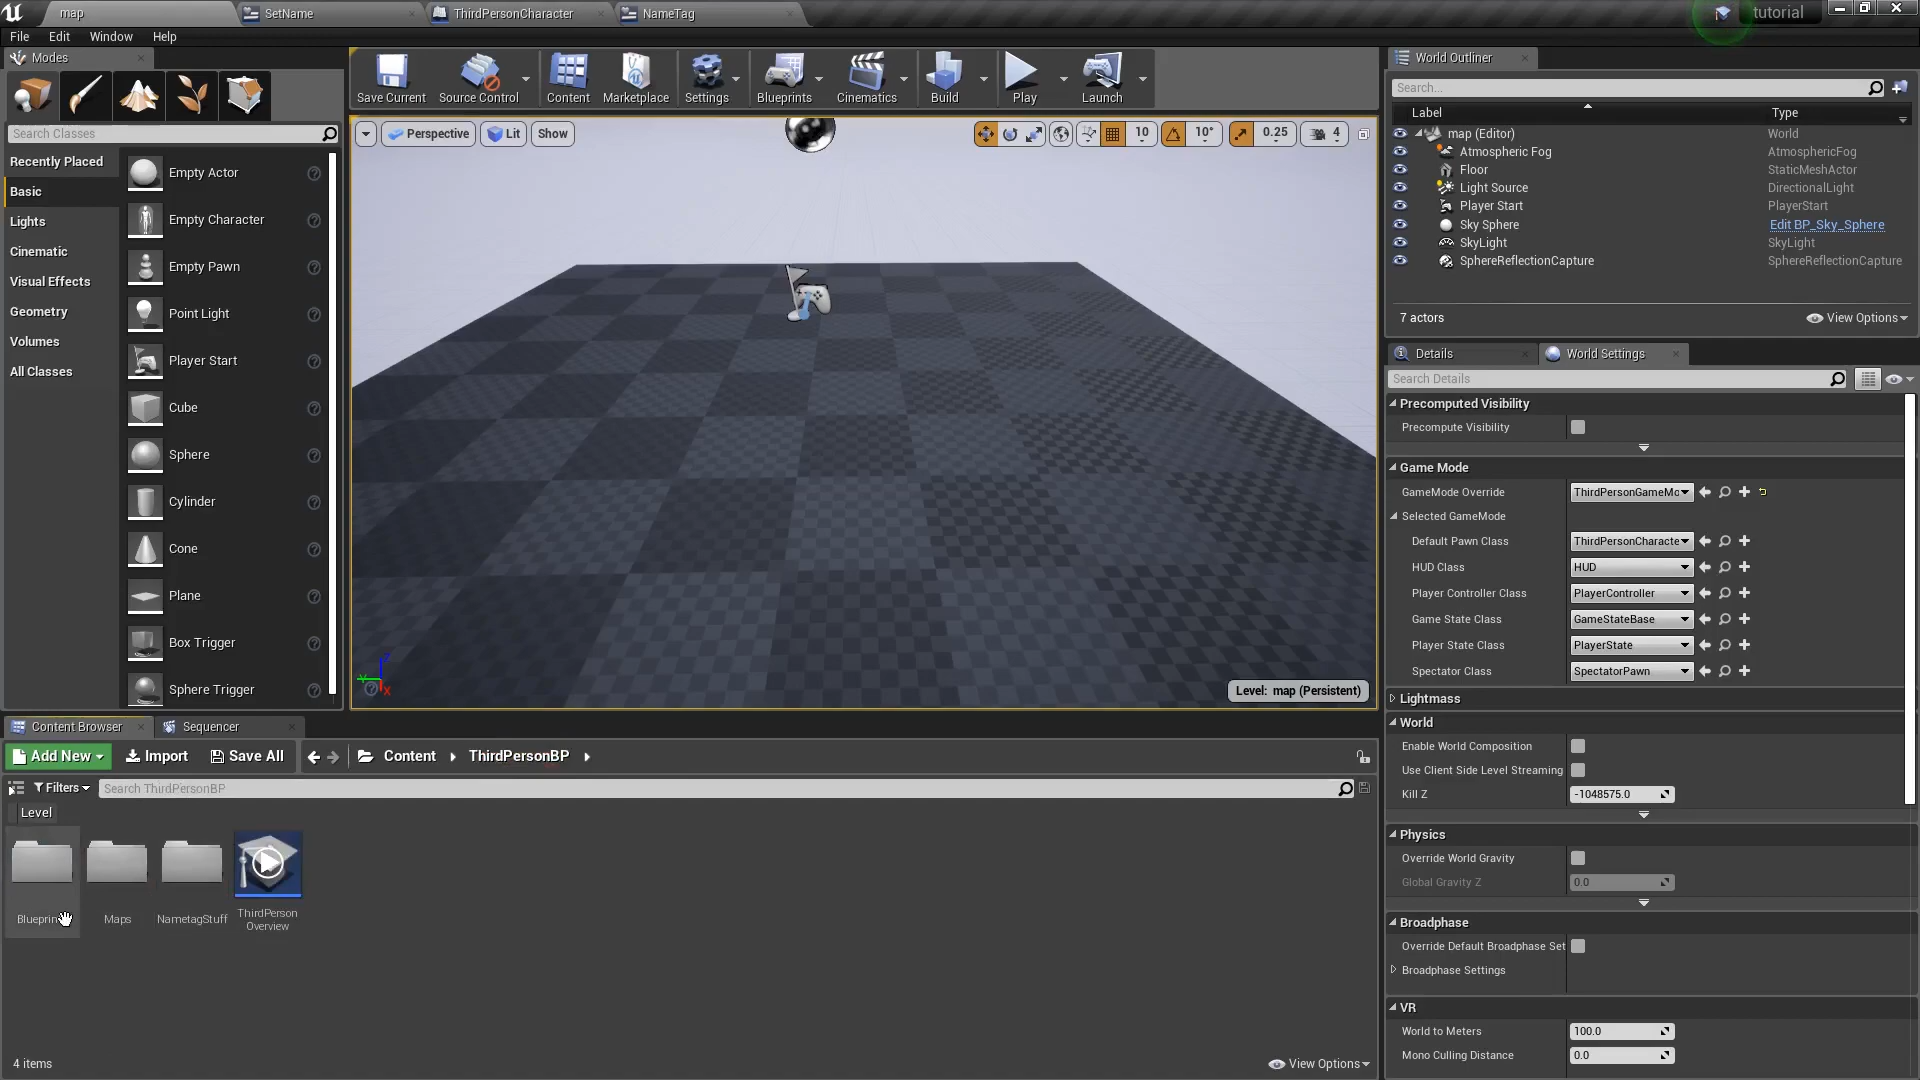 map
SetName
ThirdPersonCharacter
NameTag
tutorial
File Edit Window Help
Modes
Search Classes
Recently Placed
Basic
Lights
Cinematic
Visual Effects
Geometry
Volumes
All Classes
Empty Actor
Empty Character
Empty Pawn
Point Light
Player Start
Cube
Sphere
Cylinder
Cone
Plane
Box Trigger
Sphere Trigger
Save Current
Source Control
Content
Marketplace
Settings
Blueprints
Cinematics
Build
Play
Launch
Perspective
Lit
Show
10
10°
0.25
4
Z
Y
X
Level: map (Persistent)
World Outliner
Search...
Label Type
map (Editor) World
Atmospheric Fog AtmosphericFog
Floor StaticMeshActor
Light Source DirectionalLight
Player Start PlayerStart
Sky Sphere Edit BP_Sky_Sphere
SkyLight SkyLight
SphereReflectionCapture SphereReflectionCapture
7 actors
View Options
Details
World Settings
Search Details
Precomputed Visibility
Precompute Visibility
Game Mode
GameMode Override ThirdPersonGameMo
Selected GameMode
Default Pawn Class ThirdPersonCharacte
HUD Class HUD
Player Controller Class PlayerController
Game State Class GameStateBase
Player State Class PlayerState
Spectator Class SpectatorPawn
Lightmass
World
Enable World Composition
Use Client Side Level Streaming
Kill Z -1048575.0
Physics
Override World Gravity
Global Gravity Z 0.0
Broadphase
Override Default Broadphase Set
Broadphase Settings
VR
World to Meters 100.0
Mono Culling Distance 0.0
Content Browser
Sequencer
Add New
Import
Save All
Content
ThirdPersonBP
Filters
Search ThirdPersonBP
Level
Blueprin
Maps
NametagStuff
ThirdPerson
Overview
4 items
View Options